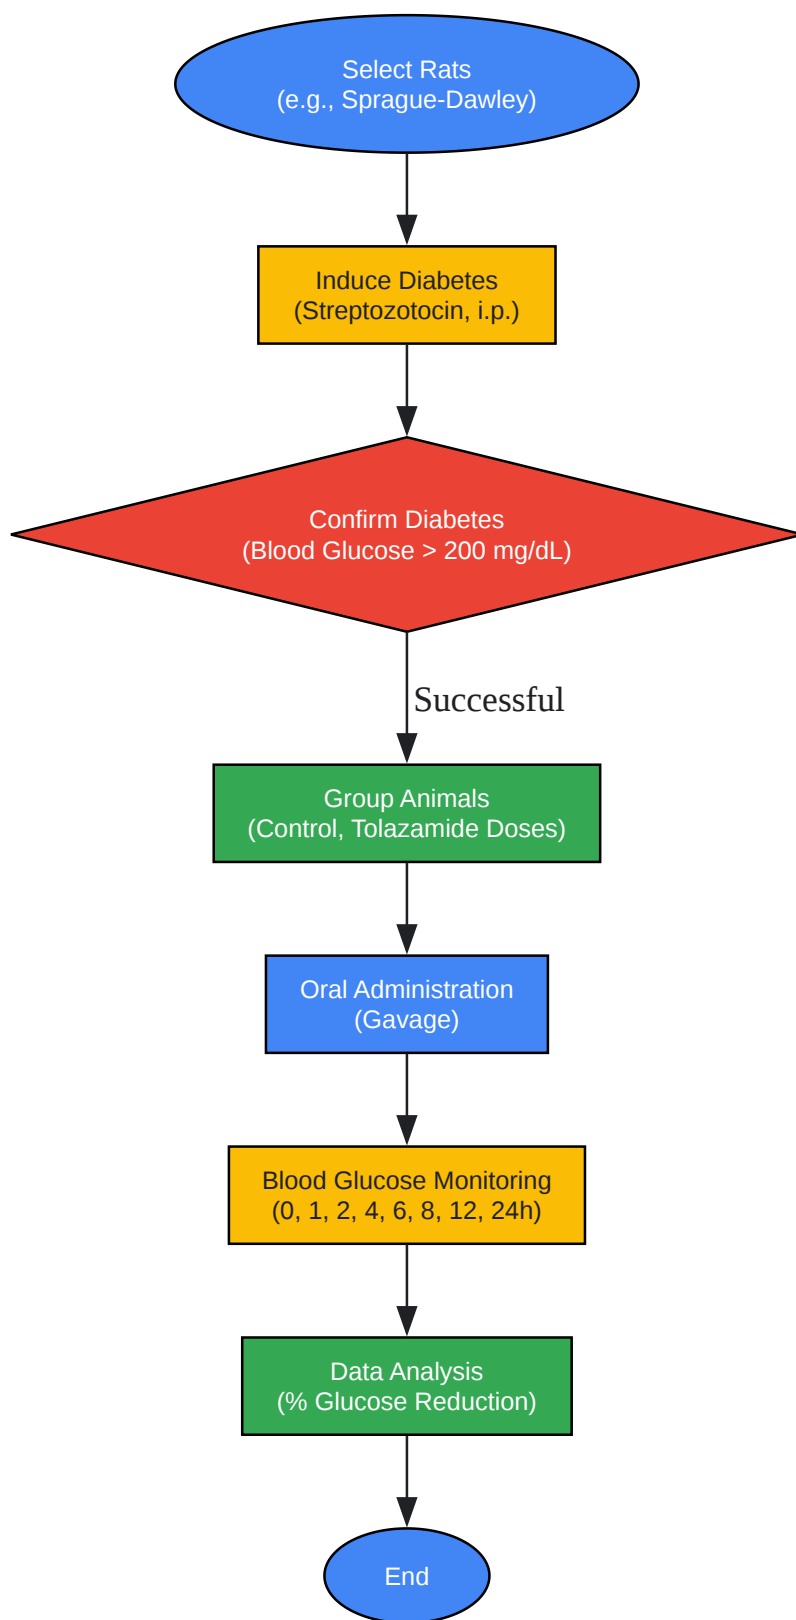 Select Rats
(e.g., Sprague-Dawley)
Induce Diabetes
(Streptozotocin, i.p.)
Confirm Diabetes
(Blood Glucose > 200 mg/dL)
Successful
Group Animals
(Control, Tolazamide Doses)
Oral Administration
(Gavage)
Blood Glucose Monitoring
(0, 1, 2, 4, 6, 8, 12, 24h)
Data Analysis
(% Glucose Reduction)
End